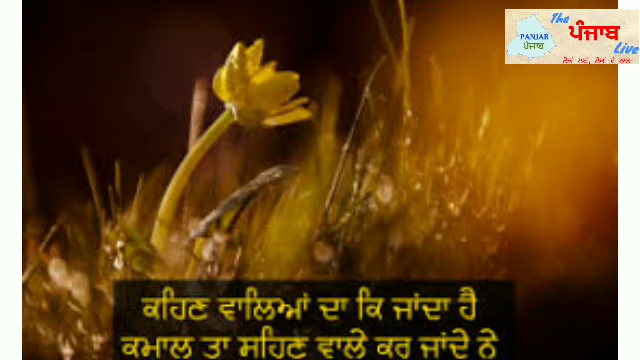 The
ਪੰਜਾਬ
Live
PANJAB
ਪੰਜਾਬ
ਕਹਿਣ ਵਾਲਿਆਂ ਦਾ ਕਿ ਜਾਂਦਾ ਹੈ
ਕਮਾਲ ਤਾ ਸਹਿਣ ਵਾਲੇ ਕਰ ਜਾਂਦੇ ਨੇ